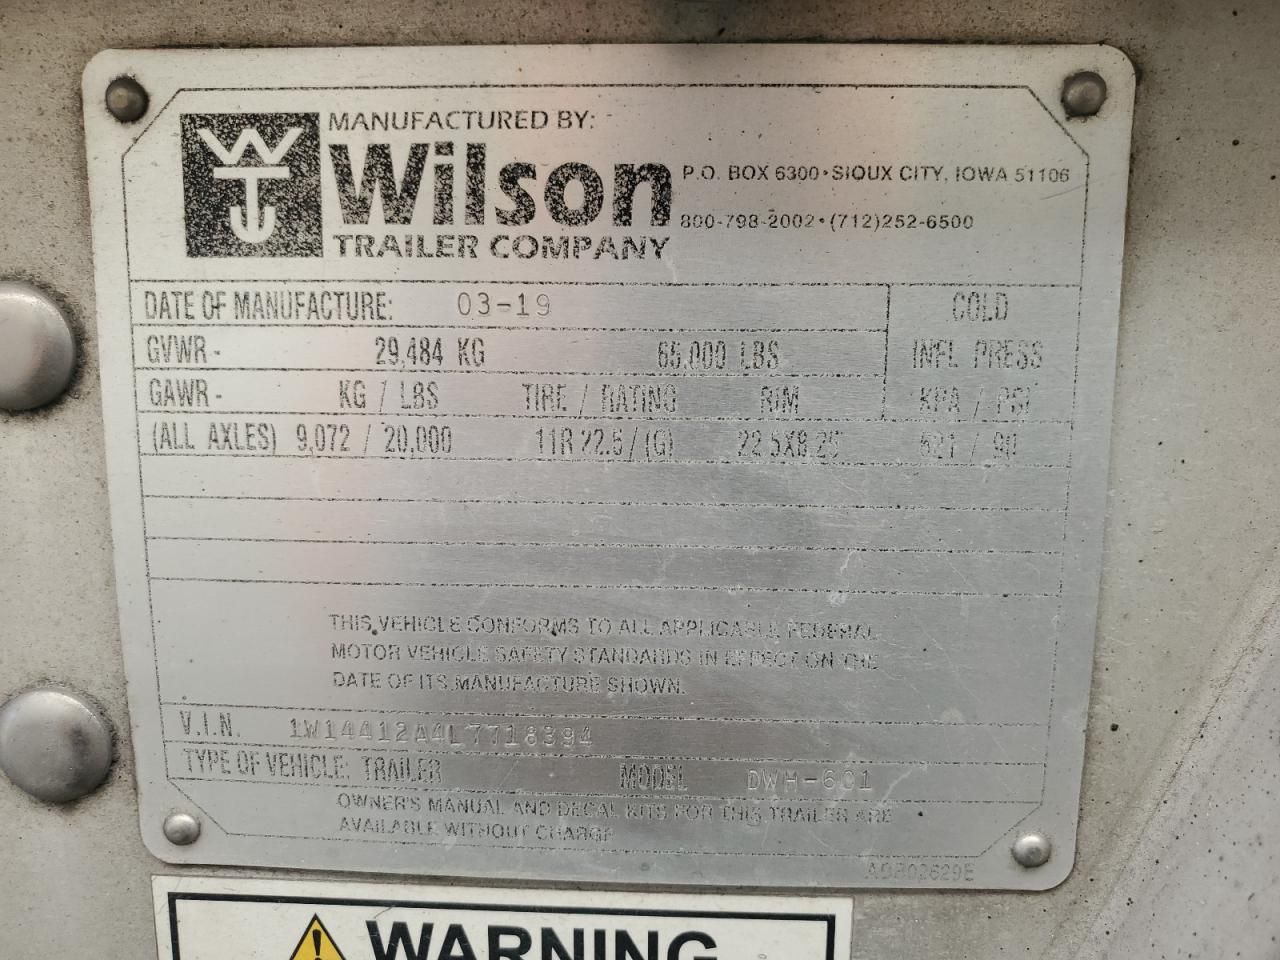 MANUFACTURED BY:
Wilson
TRAILER COMPANY
P.O. BOX 6300 • SIOUX CITY, IOWA 51106
800-798-2002 • (712)252-6500
DATE OF MANUFACTURE: 03-19
COLD
GVWR - 29,484 KG 65,000 LBS
INFL PRESS
GAWR - KG / LBS TIRE / RATING RIM KPA / PSI
(ALL AXLES) 9,072 / 20,000 11R 22.5 / (G) 22.5X8.25 621 / 90
THIS VEHICLE CONFORMS TO ALL APPLICABLE FEDERAL
MOTOR VEHICLE SAFETY STANDARDS IN EFFECT ON THE
DATE OF ITS MANUFACTURE SHOWN.
V.I.N. 1W14412A4L7718394
TYPE OF VEHICLE: TRAILER MODEL DWH-601
OWNER'S MANUAL AND DECAL KITS FOR THIS TRAILER ARE
AVAILABLE WITHOUT CHARGE
WARNING